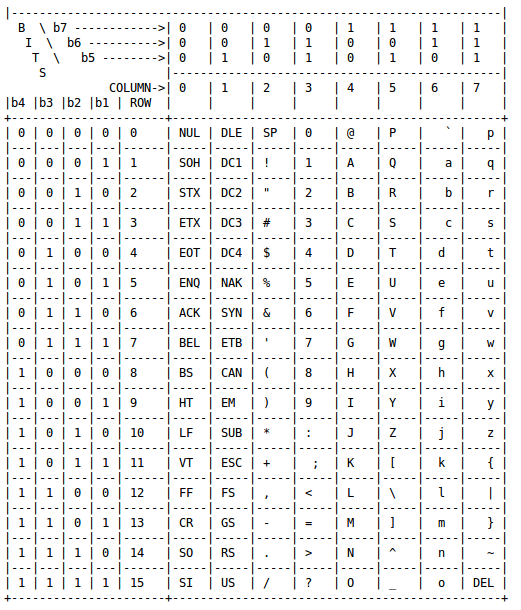 |-----------------------------------------------------------------------|
  B  \ b7 ------------>| 0   | 0   | 0   | 0   | 1   | 1   | 1   | 1   |
   I  \  b6 ---------->| 0   | 0   | 1   | 1   | 0   | 0   | 1   | 1   |
    T  \   b5 -------->| 0   | 1   | 0   | 1   | 0   | 1   | 0   | 1   |
     S                 |-----------------------------------------------|
               COLUMN->| 0   | 1   | 2   | 3   | 4   | 5   | 6   | 7   |
|b4 |b3 |b2 |b1 | ROW  |     |     |     |     |     |     |     |     |
+----------------------+-----------------------------------------------+
| 0 | 0 | 0 | 0 | 0    | NUL | DLE | SP  | 0   | @   | P   |   ` |   p |
|---|---|---|---|------|-----|-----|-----|-----|-----|-----|-----|-----|
| 0 | 0 | 0 | 1 | 1    | SOH | DC1 | !   | 1   | A   | Q   |   a |   q |
|---|---|---|---|------|-----|-----|-----|-----|-----|-----|-----|-----|
| 0 | 0 | 1 | 0 | 2    | STX | DC2 | "   | 2   | B   | R   |   b |   r |
|---|---|---|---|------|-----|-----|-----|-----|-----|-----|-----|-----|
| 0 | 0 | 1 | 1 | 3    | ETX | DC3 | #   | 3   | C   | S   |   c |   s |
|---|---|---|---|------|-----|-----|-----|-----|-----|-----|-----|-----|
| 0 | 1 | 0 | 0 | 4    | EOT | DC4 | $   | 4   | D   | T   |  d  |   t |
|---|---|---|---|------|-----|-----|-----|-----|-----|-----|-----|-----|
| 0 | 1 | 0 | 1 | 5    | ENQ | NAK | %   | 5   | E   | U   |  e  |   u |
|---|---|---|---|------|-----|-----|-----|-----|-----|-----|-----|-----|
| 0 | 1 | 1 | 0 | 6    | ACK | SYN | &   | 6   | F   | V   |  f  |   v |
|---|---|---|---|------|-----|-----|-----|-----|-----|-----|-----|-----|
| 0 | 1 | 1 | 1 | 7    | BEL | ETB | '   | 7   | G   | W   |  g  |   w |
|---|---|---|---|------|-----|-----|-----|-----|-----|-----|-----|-----|
| 1 | 0 | 0 | 0 | 8    | BS  | CAN | (   | 8   | H   | X   |  h  |   x |
|---|---|---|---|------|-----|-----|-----|-----|-----|-----|-----|-----|
| 1 | 0 | 0 | 1 | 9    | HT  | EM  | )   | 9   | I   | Y   |  i  |   y |
|---|---|---|---|------|-----|-----|-----|-----|-----|-----|-----|-----|
| 1 | 0 | 1 | 0 | 10   | LF  | SUB | *   | :   | J   | Z   |  j  |   z |
|---|---|---|---|------|-----|-----|-----|-----|-----|-----|-----|-----|
| 1 | 0 | 1 | 1 | 11   | VT  | ESC | +   |  ;  | K   | [   |  k  |   { |
|---|---|---|---|------|-----|-----|-----|-----|-----|-----|-----|-----|
| 1 | 1 | 0 | 0 | 12   | FF  | FS  | ,   | <   | L   | \   |  l  |   | |
|---|---|---|---|------|-----|-----|-----|-----|-----|-----|-----|-----|
| 1 | 1 | 0 | 1 | 13   | CR  | GS  | -   | =   | M   | ]   |  m  |   } |
|---|---|---|---|------|-----|-----|-----|-----|-----|-----|-----|-----|
| 1 | 1 | 1 | 0 | 14   | SO  | RS  | .   | >   | N   | ^   |  n  |   ~ |
|---|---|---|---|------|-----|-----|-----|-----|-----|-----|-----|-----|
| 1 | 1 | 1 | 1 | 15   | SI  | US  | /   | ?   | O   | _   |  o  | DEL |
+----------------------+-----------------------------------------------+